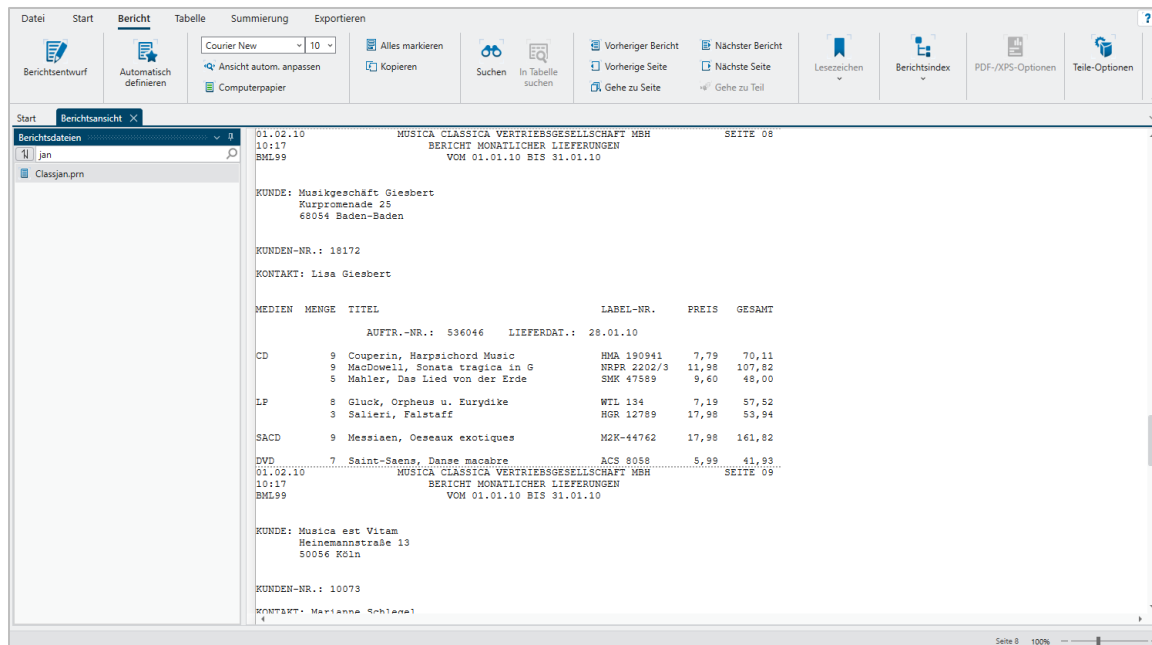 Datei Start Bericht Tabelle Summierung Exportieren ?
Berichtsentwurf
Automatisch
definieren
Courier New 10
Ansicht autom. anpassen
Computerpapier
Alles markieren
Kopieren
Suchen
In Tabelle
suchen
Vorheriger Bericht
Vorherige Seite
Gehe zu Seite
Nächster Bericht
Nächste Seite
Gehe zu Teil
Lesezeichen
Berichtsindex
PDF-/XPS-Optionen
Teile-Optionen
Start Berichtsansicht
Berichtsdateien
jan
Classjan.prn
01.02.10 MUSICA CLASSICA VERTRIEBSGESELLSCHAFT MBH SEITE 08
10:17 BERICHT MONATLICHER LIEFERUNGEN
BML99 VOM 01.01.10 BIS 31.01.10
KUNDE: Musikgeschäft Giesbert
Kurpromenade 25
68054 Baden-Baden
KUNDEN-NR.: 18172
KONTAKT: Lisa Giesbert
MEDIEN MENGE TITEL LABEL-NR. PREIS GESAMT
AUFTR.-NR.: 536046 LIEFERDAT.: 28.01.10
CD 9 Couperin, Harpsichord Music HMA 190941 7,79 70,11
9 MacDowell, Sonata tragica in G NRPR 2202/3 11,98 107,82
5 Mahler, Das Lied von der Erde SMK 47589 9,60 48,00
LP 8 Gluck, Orpheus u. Eurydike WTL 134 7,19 57,52
3 Salieri, Falstaff HGR 12789 17,98 53,94
SACD 9 Messiaen, Oeseaux exotiques M2K-44762 17,98 161,82
DVD 7 Saint-Saens, Danse macabre ACS 8058 5,99 41,93
01.02.10 MUSICA CLASSICA VERTRIEBSGESELLSCHAFT MBH SEITE 09
10:17 BERICHT MONATLICHER LIEFERUNGEN
BML99 VOM 01.01.10 BIS 31.01.10
KUNDE: Musica est Vitam
Heinemannstraße 13
50056 Köln
KUNDEN-NR.: 10073
KONTAKT: Marianne Schlegel
Seite 8 100%